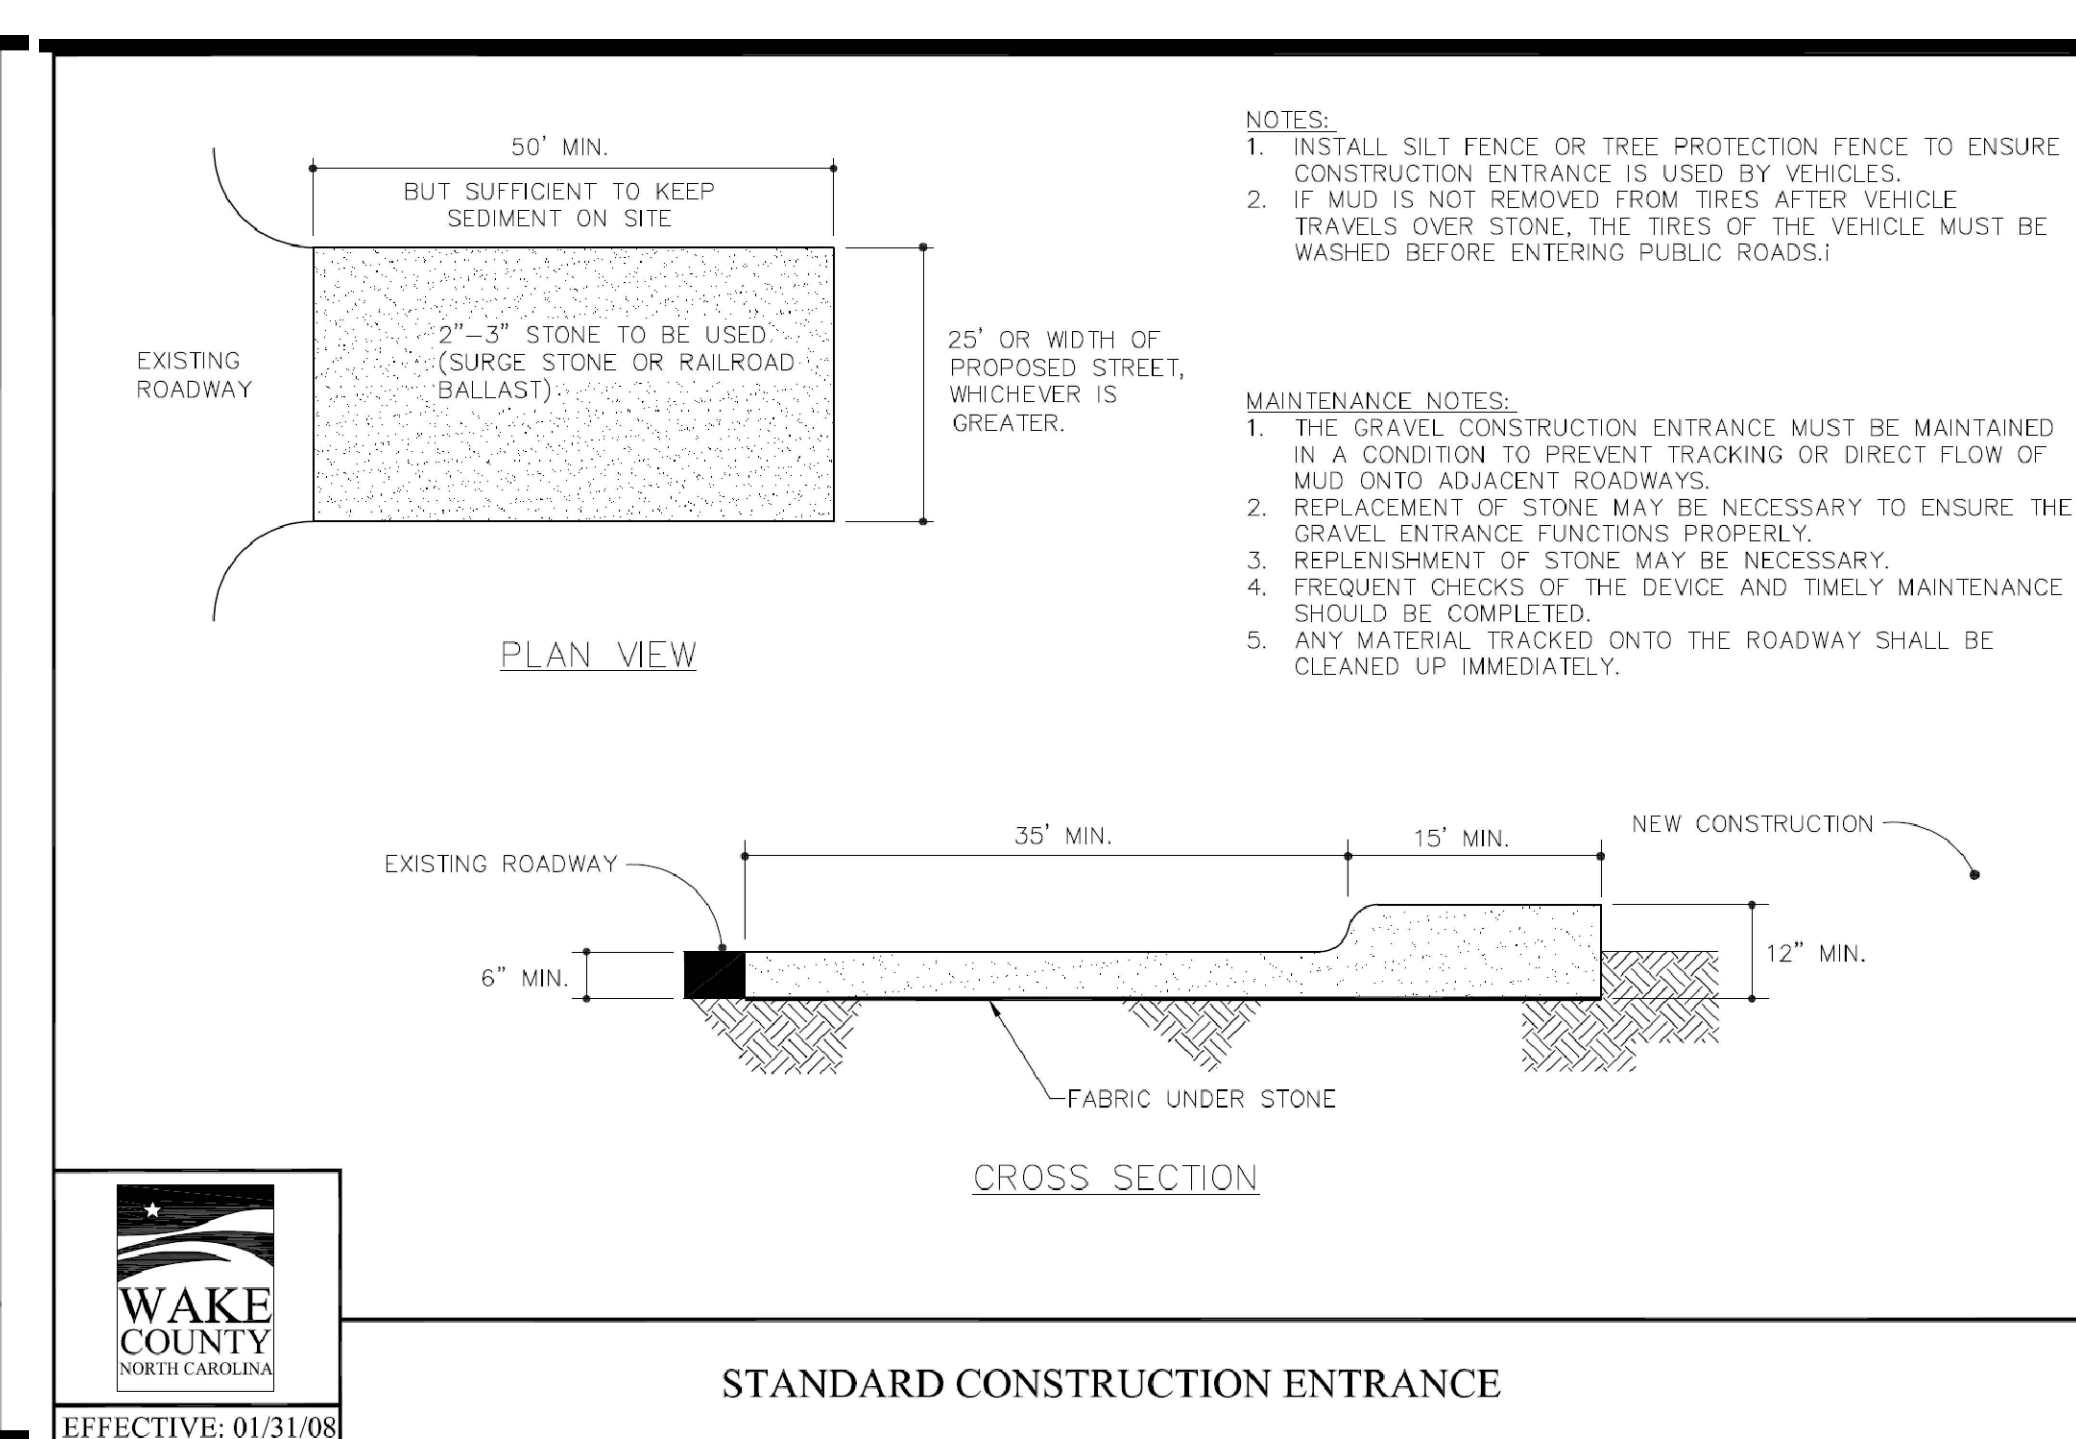 50' MIN.
BUT SUFFICIENT TO KEEP
SEDIMENT ON SITE
EXISTING
ROADWAY
2"-3" STONE TO BE USED
(SURGE STONE OR RAILROAD
BALLAST)
25' OR WIDTH OF
PROPOSED STREET,
WHICHEVER IS
GREATER.
PLAN VIEW
NOTES:
1. INSTALL SILT FENCE OR TREE PROTECTION FENCE TO ENSURE
CONSTRUCTION ENTRANCE IS USED BY VEHICLES.
2. IF MUD IS NOT REMOVED FROM TIRES AFTER VEHICLE
TRAVELS OVER STONE, THE TIRES OF THE VEHICLE MUST BE
WASHED BEFORE ENTERING PUBLIC ROADS.i
MAINTENANCE NOTES:
1. THE GRAVEL CONSTRUCTION ENTRANCE MUST BE MAINTAINED
IN A CONDITION TO PREVENT TRACKING OR DIRECT FLOW OF
MUD ONTO ADJACENT ROADWAYS.
2. REPLACEMENT OF STONE MAY BE NECESSARY TO ENSURE THE
GRAVEL ENTRANCE FUNCTIONS PROPERLY.
3. REPLENISHMENT OF STONE MAY BE NECESSARY.
4. FREQUENT CHECKS OF THE DEVICE AND TIMELY MAINTENANCE
SHOULD BE COMPLETED.
5. ANY MATERIAL TRACKED ONTO THE ROADWAY SHALL BE
CLEANED UP IMMEDIATELY.
35' MIN.
15' MIN.
NEW CONSTRUCTION
EXISTING ROADWAY
6" MIN.
12" MIN.
FABRIC UNDER STONE
CROSS SECTION
WAKE
COUNTY
NORTH CAROLINA
STANDARD CONSTRUCTION ENTRANCE
EFFECTIVE: 01/31/08